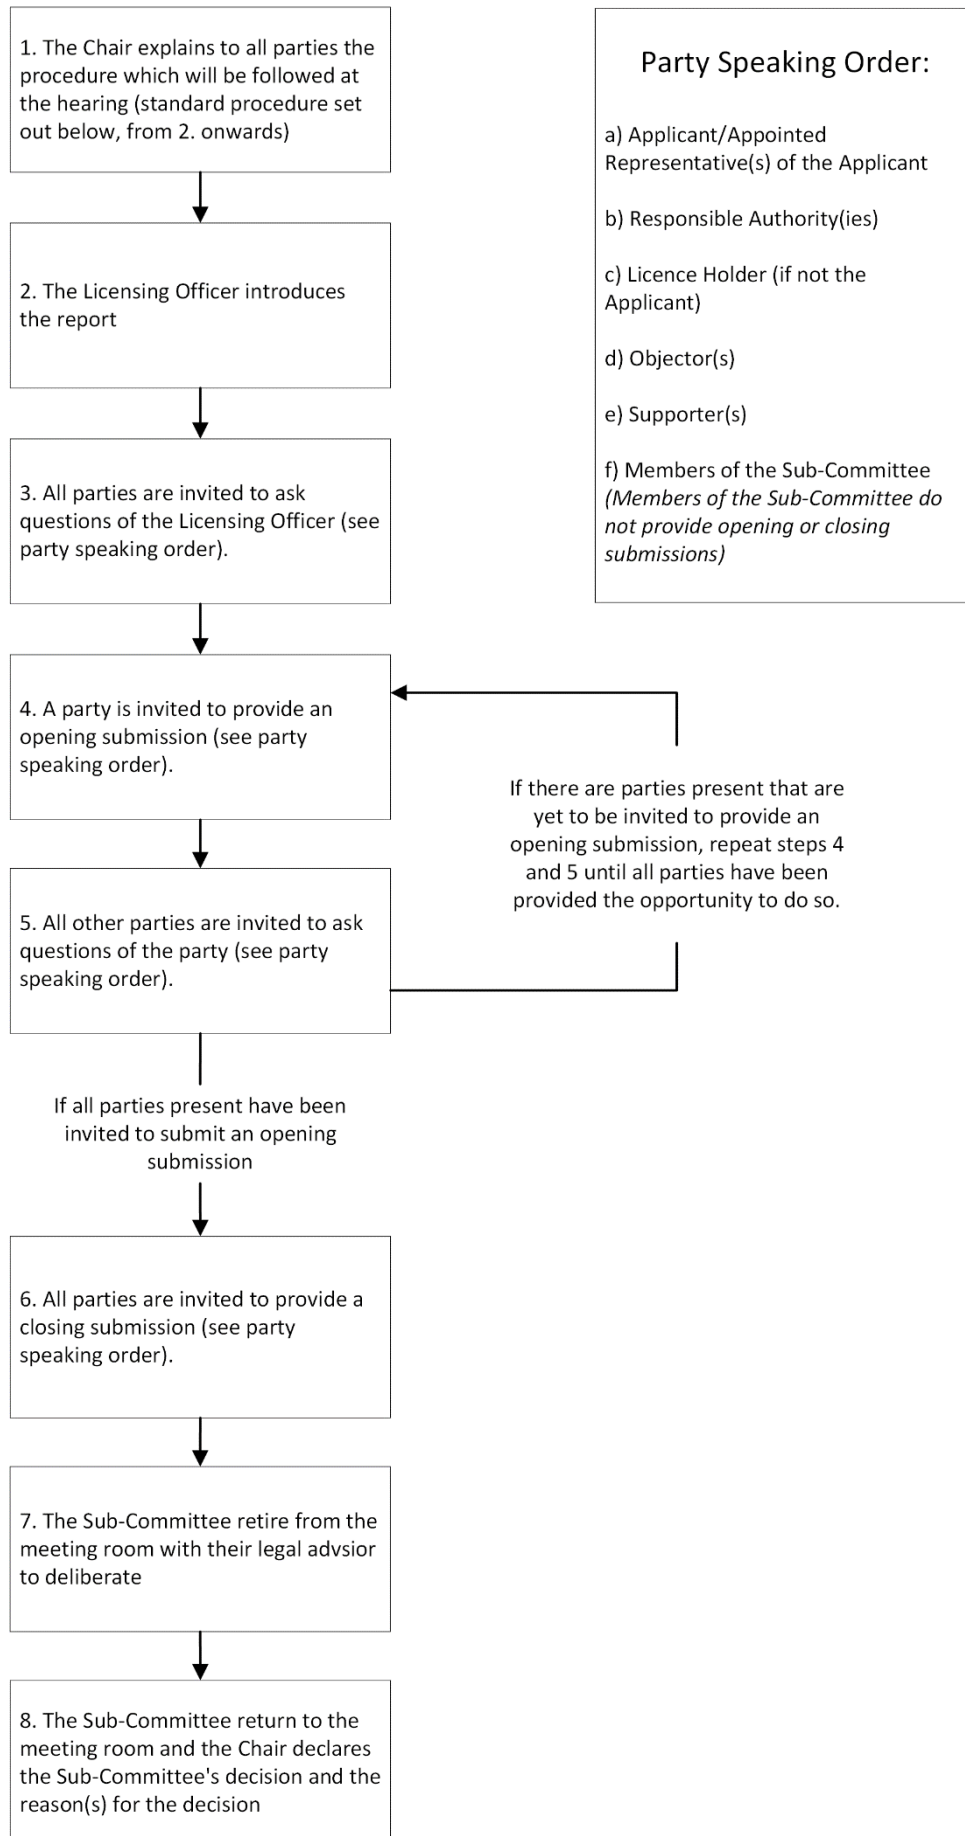 1. The Chair explains to all parties the
procedure which will be followed at
the hearing (standard procedure set
out below, from 2. onwards)
2. The Licensing Officer introduces
the report
3. All parties are invited to ask
questions of the Licensing Officer (see
party speaking order).
4. A party is invited to provide an
opening submission (see party
speaking order).
5. All other parties are invited to ask
questions of the party (see party
speaking order).
If there are parties present that are
yet to be invited to provide an
opening submission, repeat steps 4
and 5 until all parties have been
provided the opportunity to do so.
If all parties present have been
invited to submit an opening
submission
6. All parties are invited to provide a
closing submission (see party
speaking order).
7. The Sub-Committee retire from the
meeting room with their legal advsior
to deliberate
8. The Sub-Committee return to the
meeting room and the Chair declares
the Sub-Committee's decision and the
reason(s) for the decision
Party Speaking Order:
a) Applicant/Appointed
Representative(s) of the Applicant
b) Responsible Authority(ies)
c) Licence Holder (if not the
Applicant)
d) Objector(s)
e) Supporter(s)
f) Members of the Sub-Committee
(Members of the Sub-Committee do
not provide opening or closing
submissions)